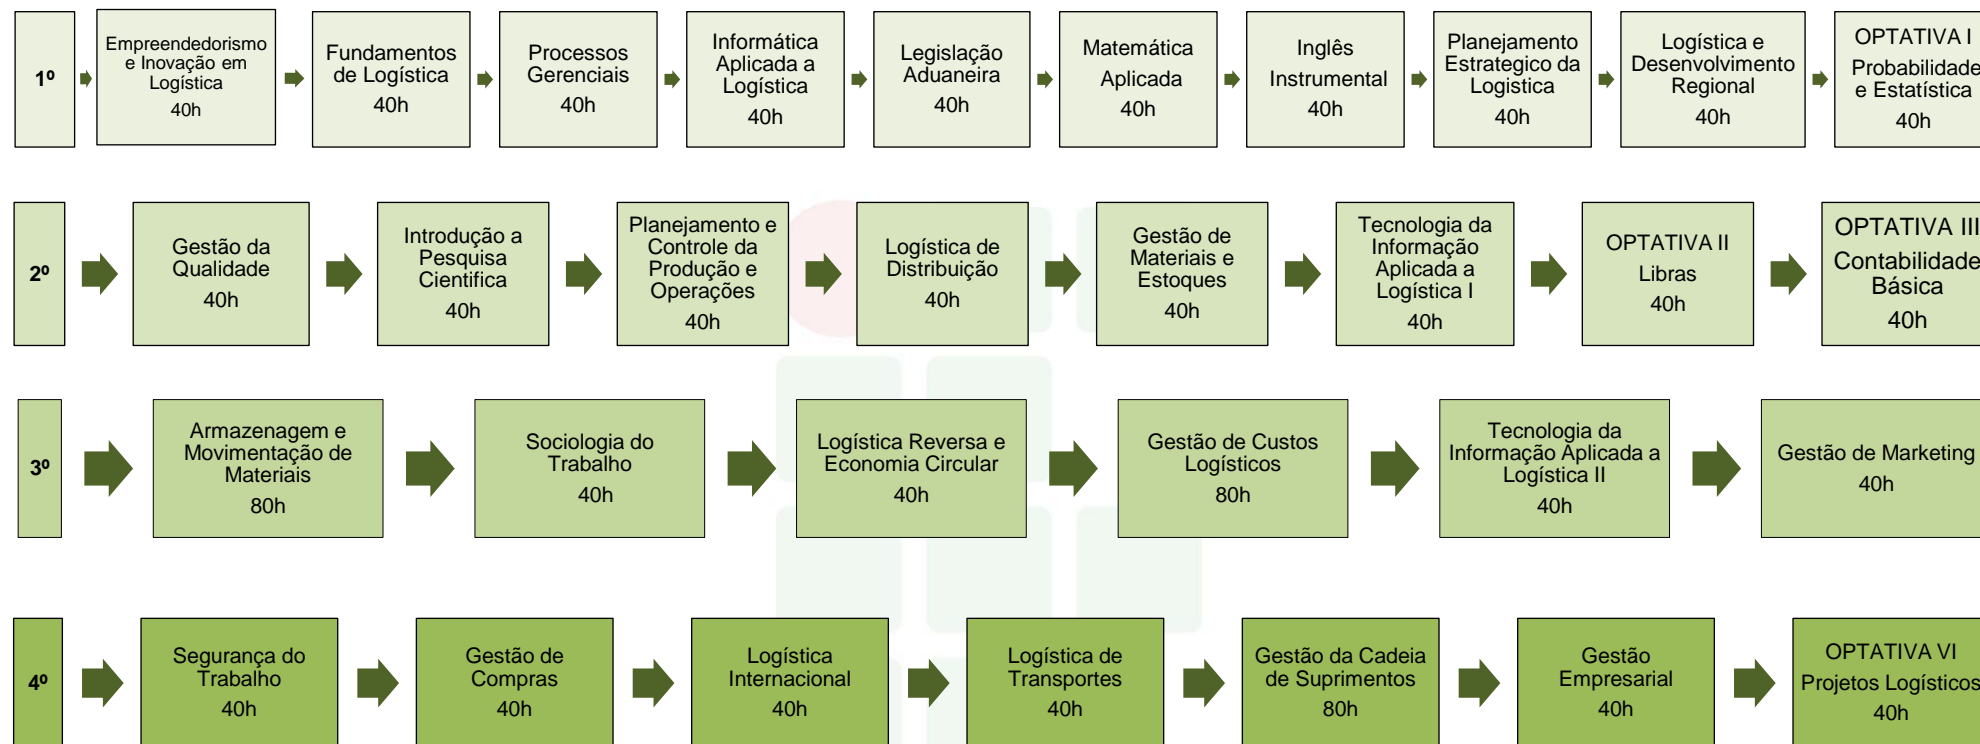 1º
Empreendedorismo
e Inovação em
Logística
40h
Fundamentos
de Logística
40h
Processos
Gerenciais
40h
Informática
Aplicada a
Logística
40h
Legislação
Aduaneira
40h
Matemática
Aplicada
40h
Inglês
Instrumental
40h
Planejamento
Estrategico da
Logistica
40h
Logística e
Desenvolvimento
Regional
40h
OPTATIVA I
Probabilidade
e Estatística
40h
2º
Gestão da
Qualidade
40h
Introdução a
Pesquisa
Cientifica
40h
Planejamento e
Controle da
Produção e
Operações
40h
Logística de
Distribuição
40h
Gestão de
Materiais e
Estoques
40h
Tecnologia da
Informação
Aplicada a
Logística I
40h
OPTATIVA II
Libras
40h
OPTATIVA III
Contabilidade
Básica
40h
3º
Armazenagem e
Movimentação de
Materiais
80h
Sociologia do
Trabalho
40h
Logística Reversa e
Economia Circular
40h
Gestão de Custos
Logísticos
80h
Tecnologia da
Informação Aplicada a
Logística II
40h
Gestão de Marketing
40h
4º
Segurança do
Trabalho
40h
Gestão de
Compras
40h
Logística
Internacional
40h
Logística de
Transportes
40h
Gestão da Cadeia
de Suprimentos
80h
Gestão
Empresarial
40h
OPTATIVA VI
Projetos Logísticos
40h